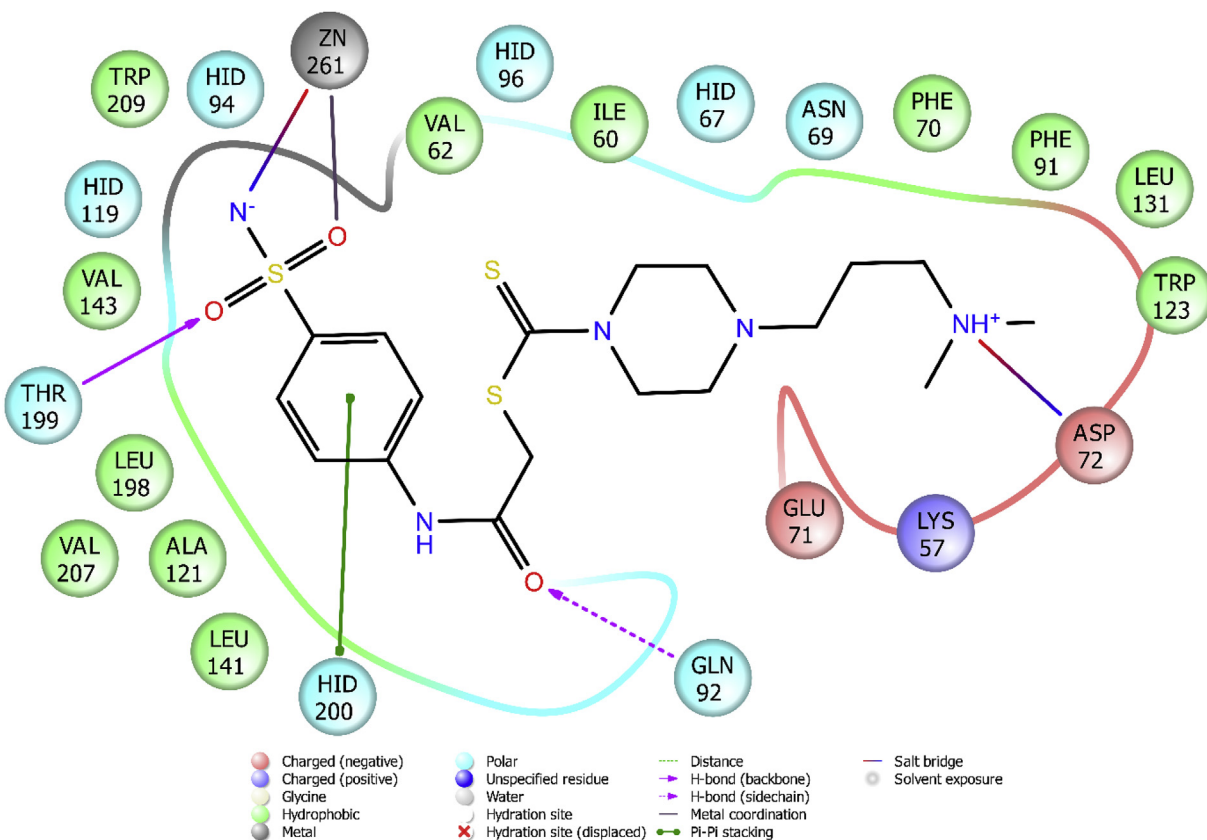 ZN
261
HID
96
TRP
209
HID
94
VAL
62
ILE
60
HID
67
ASN
69
PHE
70
PHE
91
LEU
131
HID
119
N-
O
S
S
VAL
143
O
TRP
123
N
N
NH+
THR
199
S
ASP
72
LEU
198
GLU
71
LYS
57
VAL
207
ALA
121
N
H
O
LEU
141
HID
200
GLN
92
Charged (negative)
Charged (positive)
Glycine
Hydrophobic
Metal
Polar
Unspecified residue
Water
Hydration site
Hydration site (displaced)
Distance
H-bond (backbone)
H-bond (sidechain)
Metal coordination
Pi-Pi stacking
Salt bridge
Solvent exposure